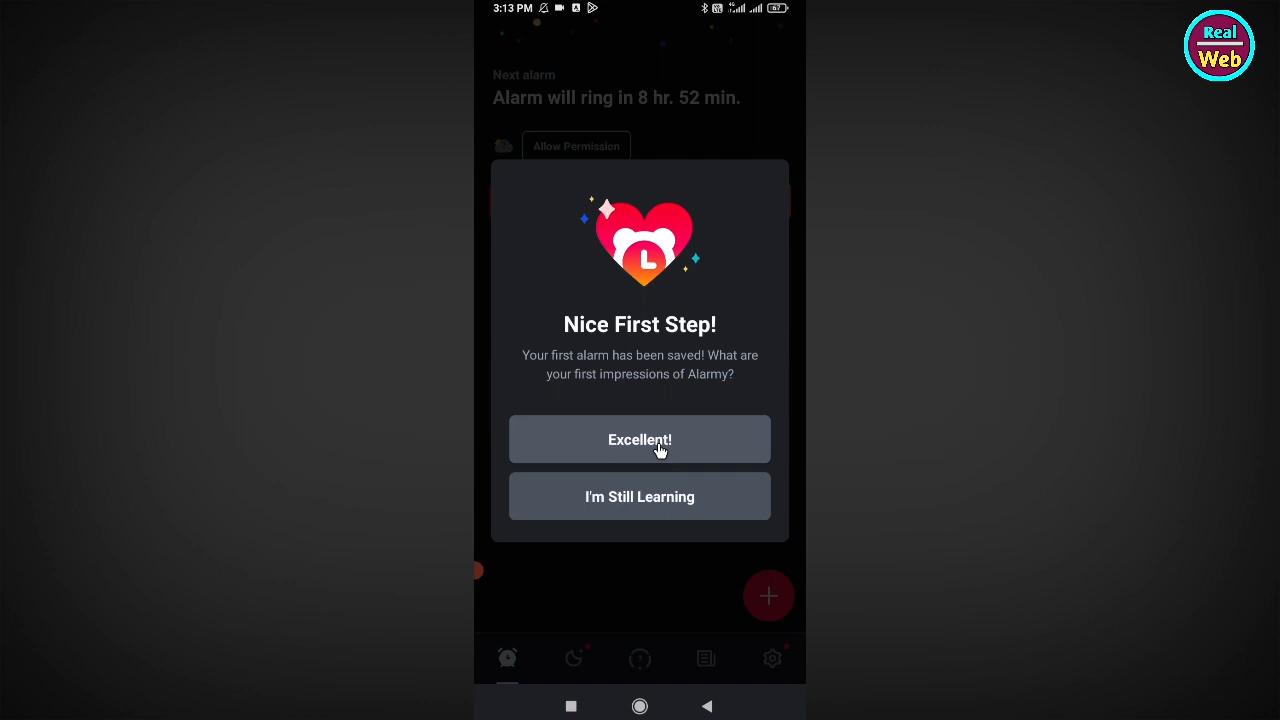 3:13 PM
67
Real
Web
Next alarm
Alarm will ring in 8 hr. 52 min.
Allow Permission
Nice First Step!
Your first alarm has been saved! What are
your first impressions of Alarmy?
Excellent!
I'm Still Learning